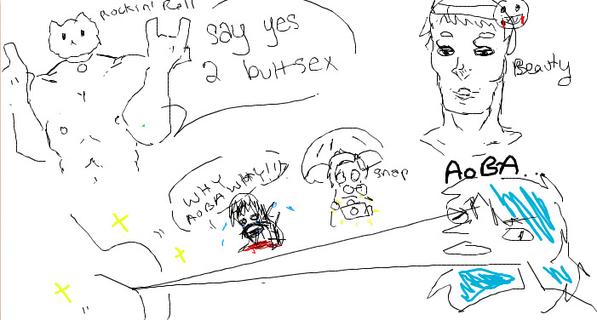 Rockin' Roll
say yes
2 buttsex
Beauty
WHY
AOBA WHY!!!
snap
AoBA...